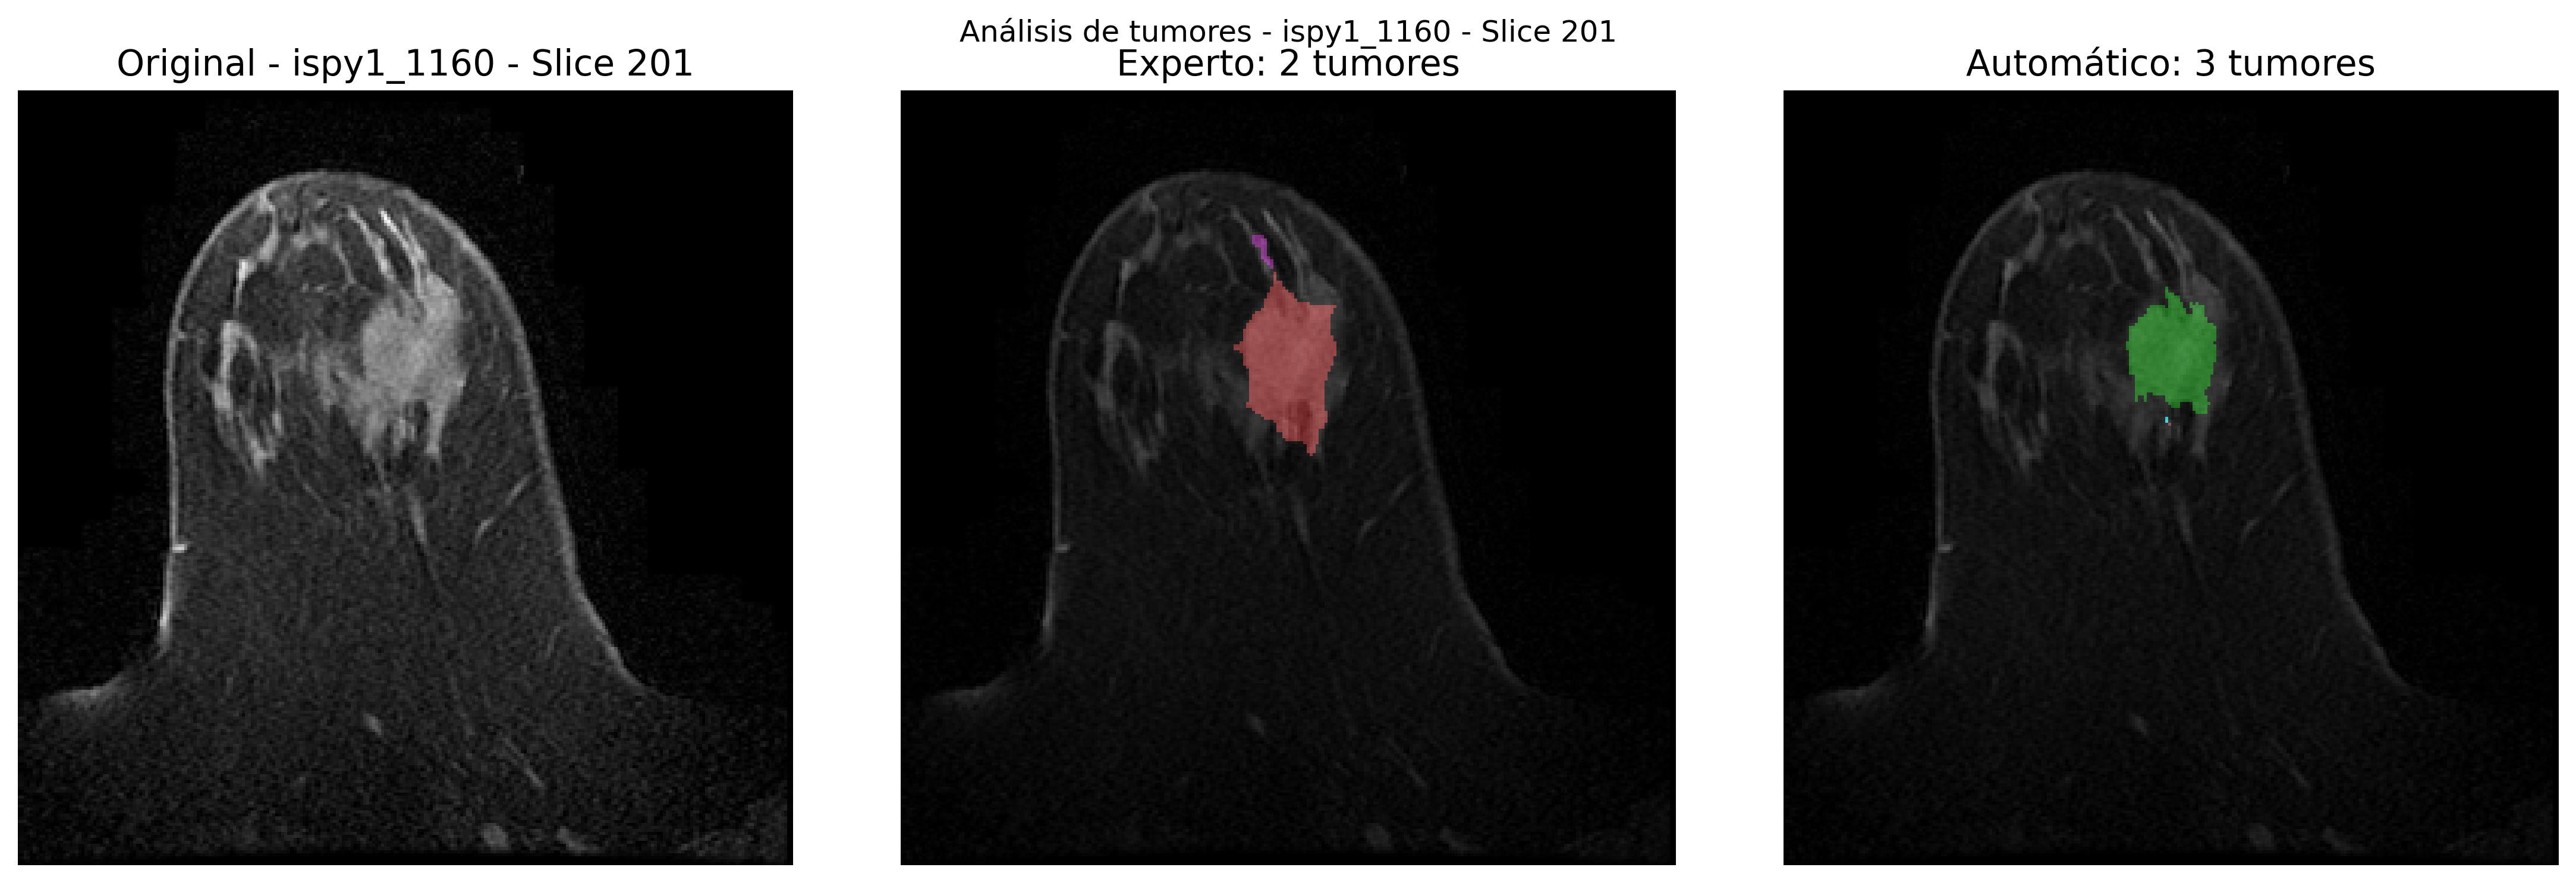 Análisis de tumores - ispy1_1160 - Slice 201
Original - ispy1_1160 - Slice 201
Experto: 2 tumores
Automático: 3 tumores